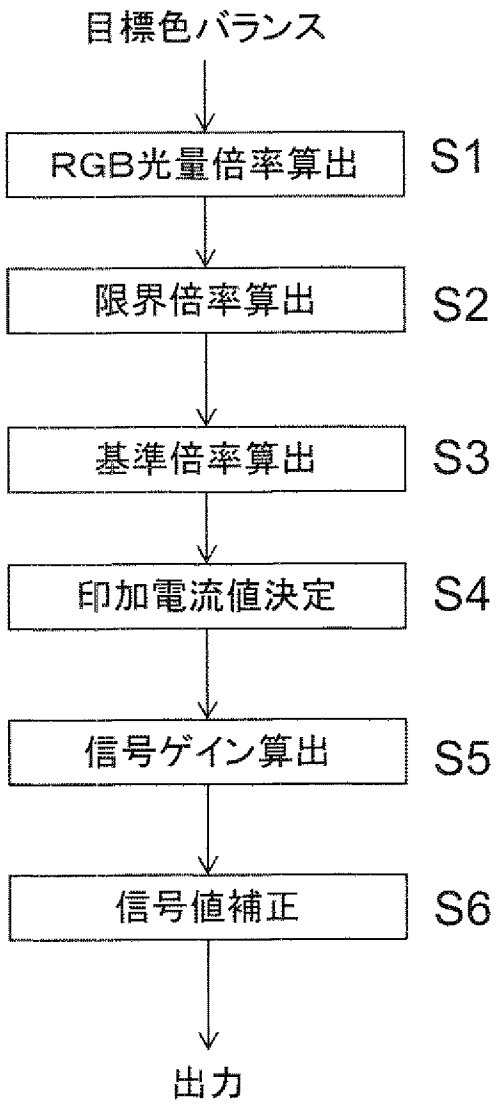 目標色バランス
RGB光量倍率算出 S1
限界倍率算出 S2
基準倍率算出 S3
印加電流値決定 S4
信号ゲイン算出 S5
信号値補正 S6
出力